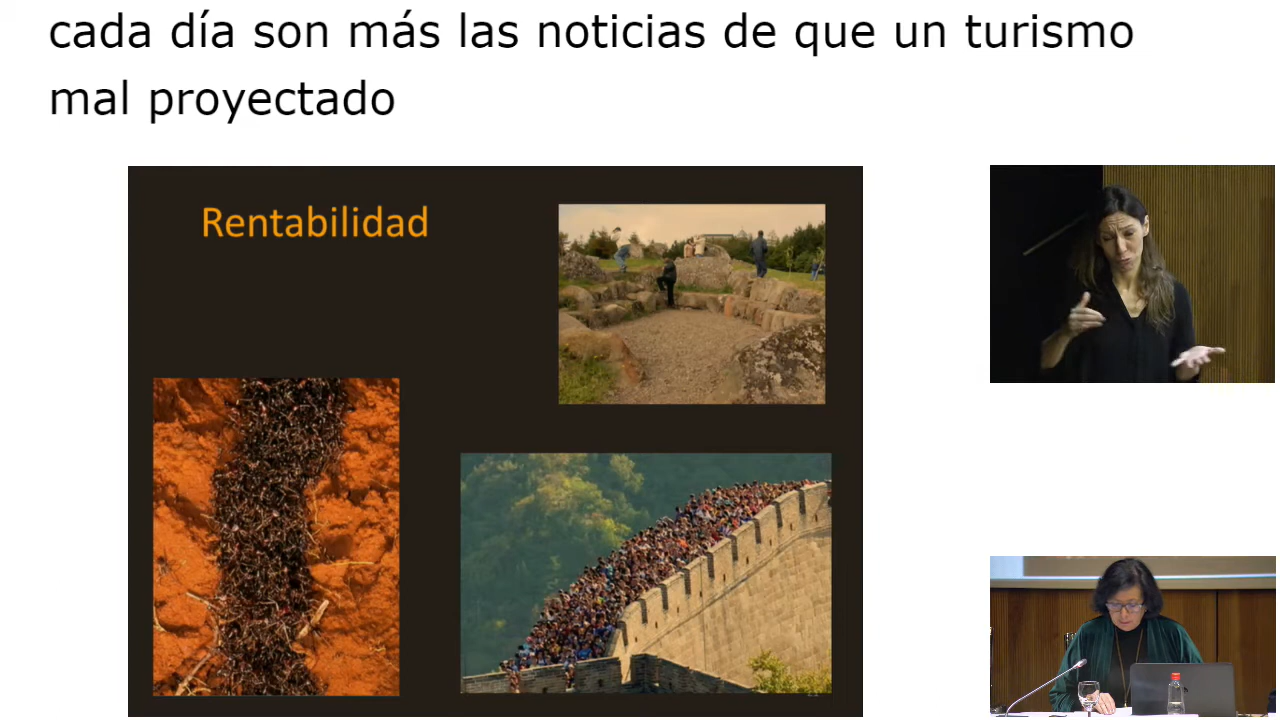 cada día son más las noticias de que un turismo
mal proyectado
Rentabilidad